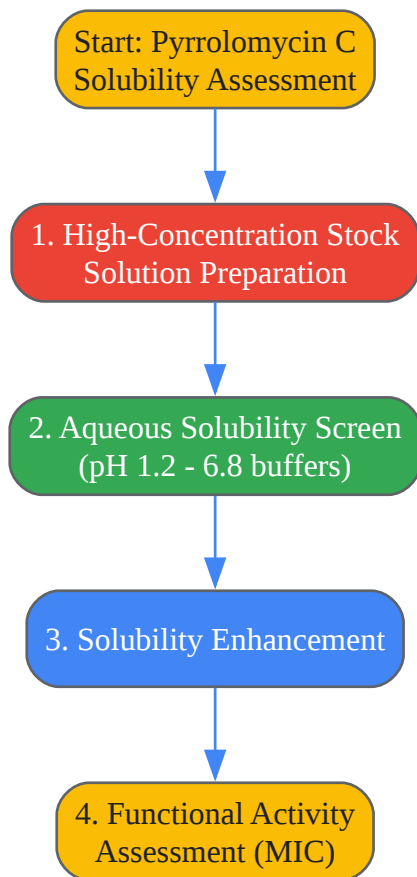 Start: Pyrrolomycin C
Solubility Assessment
1. High-Concentration Stock
Solution Preparation
2. Aqueous Solubility Screen
(pH 1.2 - 6.8 buffers)
3. Solubility Enhancement
4. Functional Activity
Assessment (MIC)